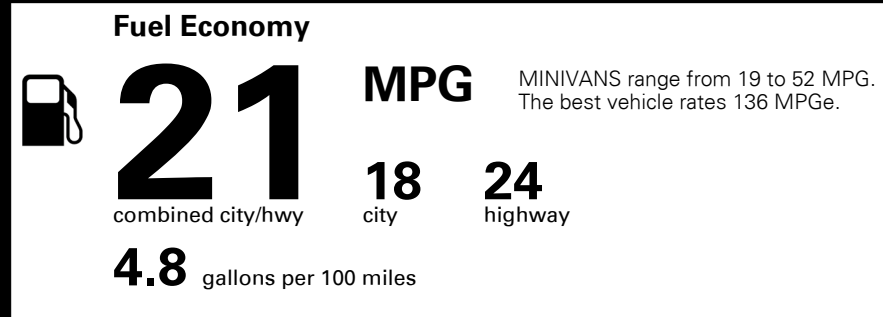 Fuel Economy
21
MPG
MINIVANS range from 19 to 52 MPG.
The best vehicle rates 136 MPGe.
18
24
combined city/hwy
city
highway
4.8 gallons per 100 miles